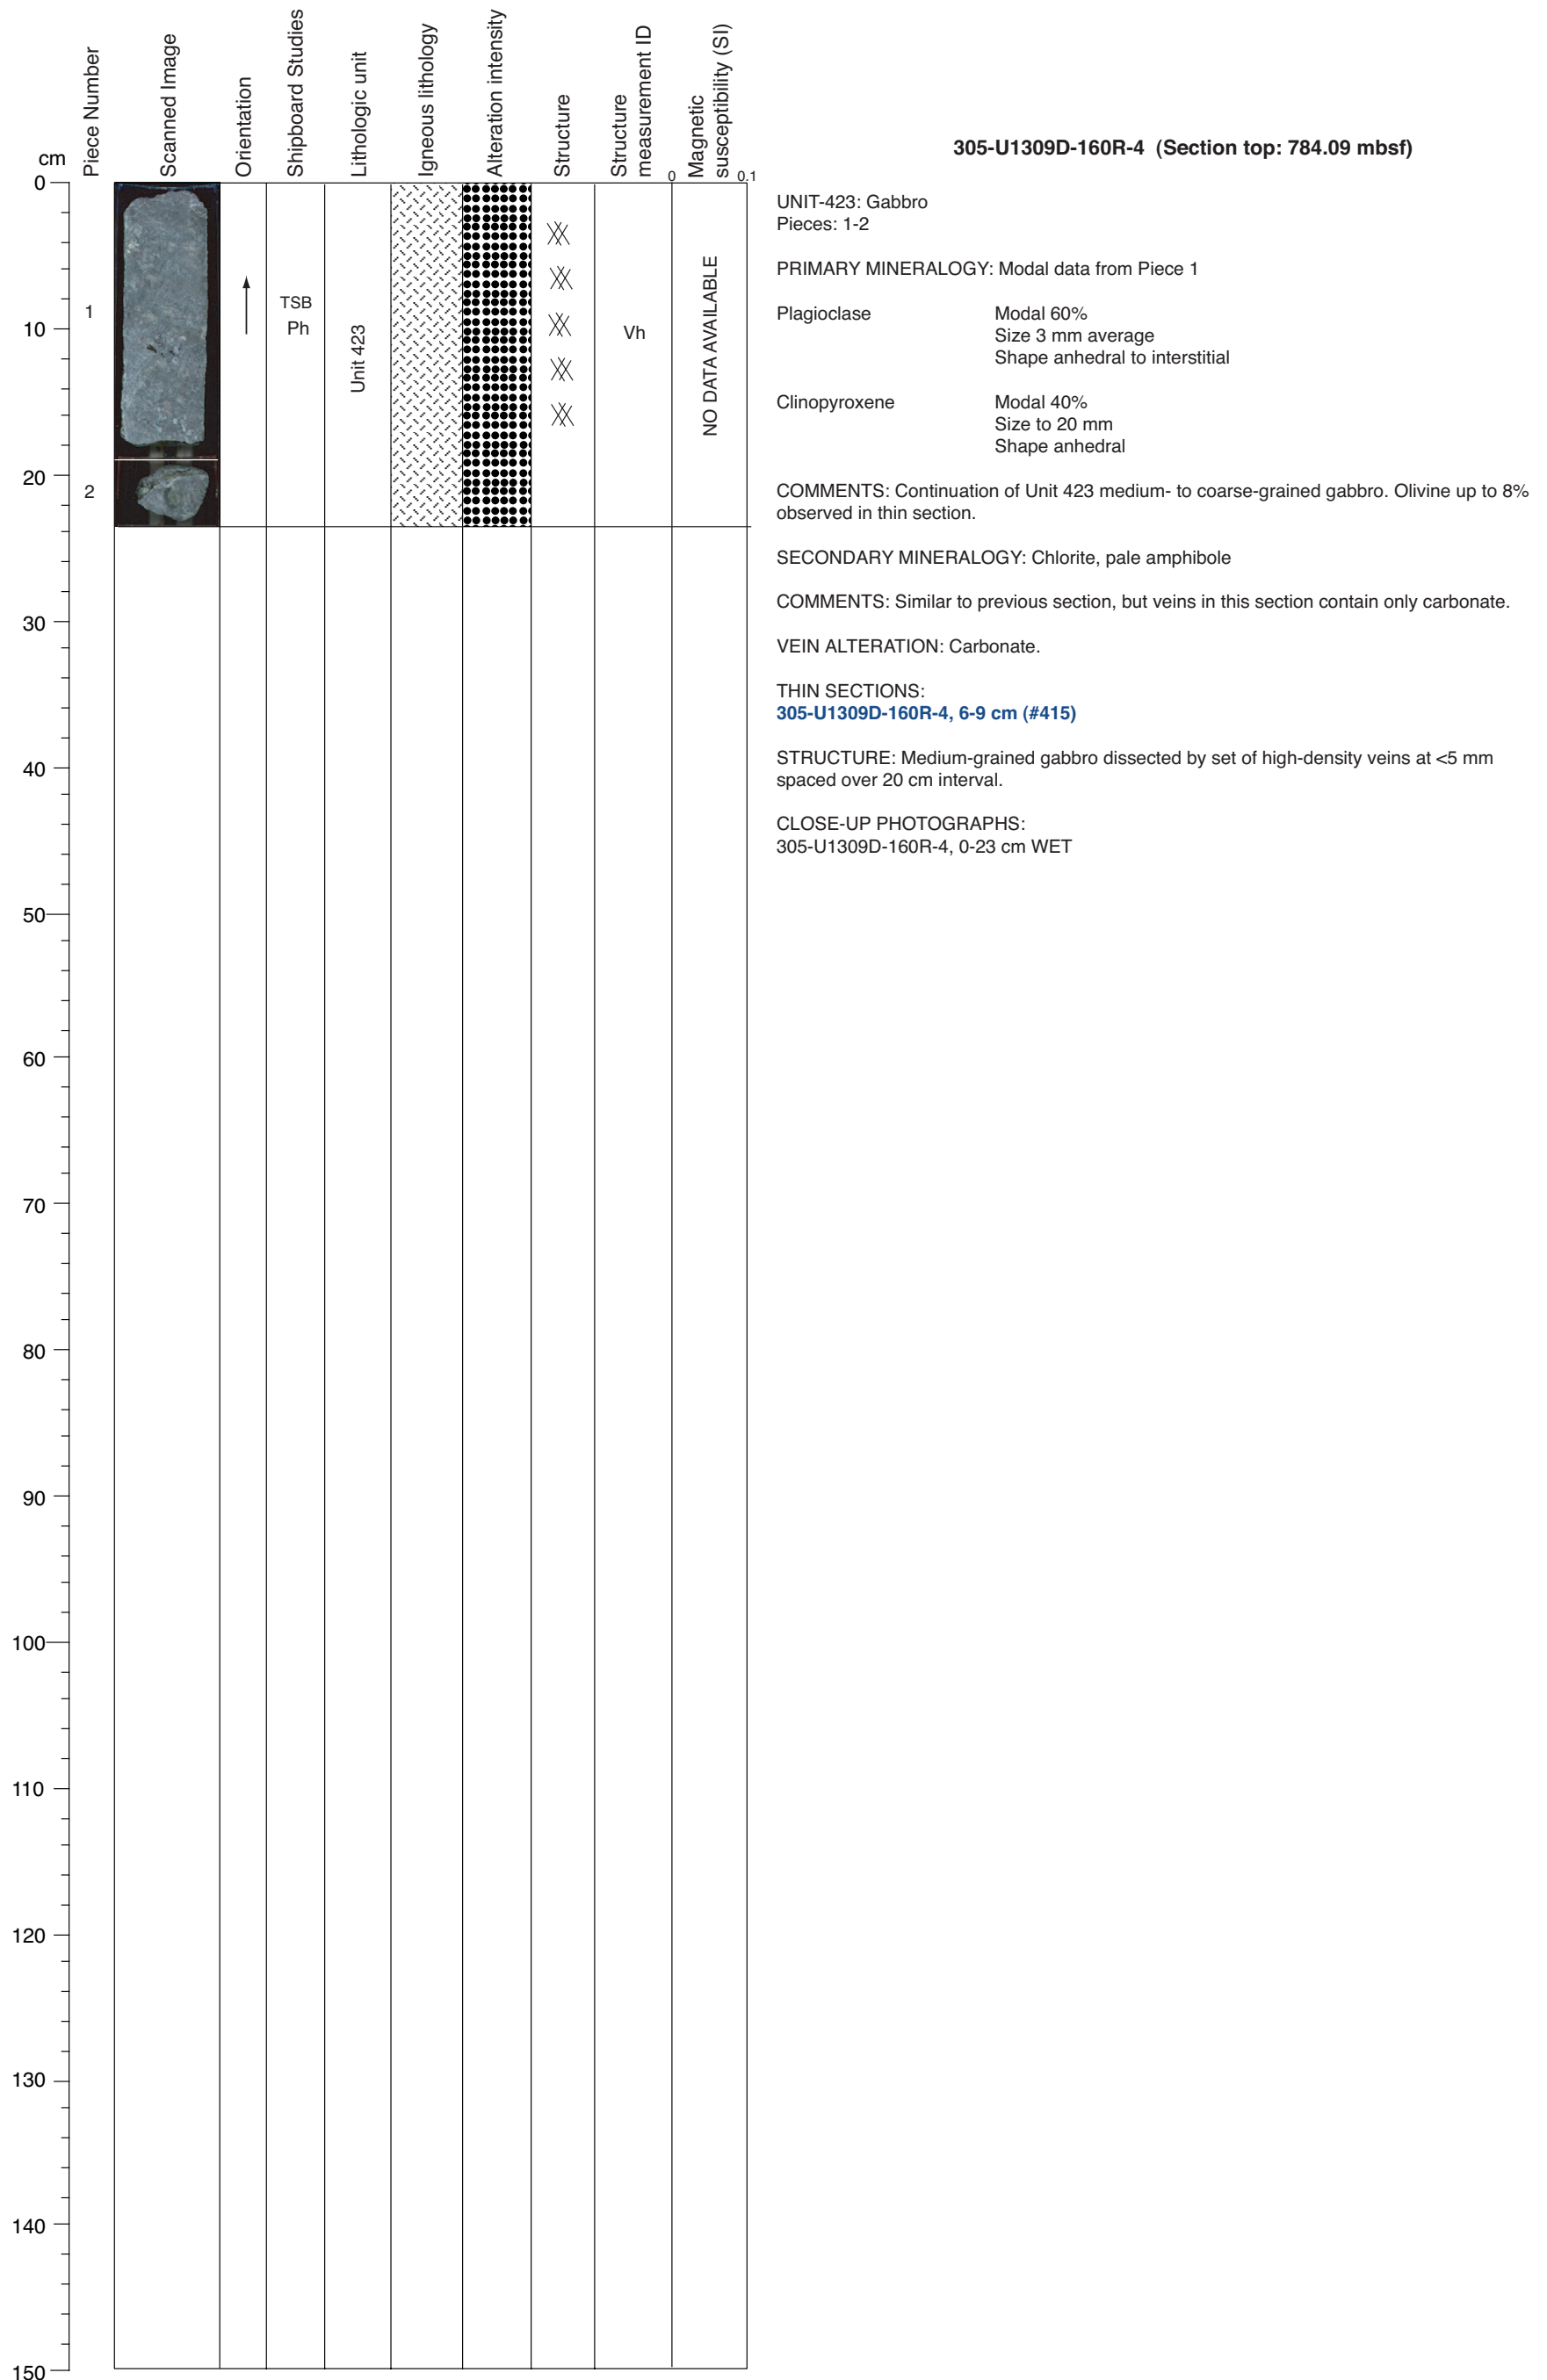 cm
Piece Number
Scanned Image
Orientation
Shipboard Studies
Lithologic unit
Igneous lithology
Alteration intensity
Structure
Structure
measurement ID
Magnetic
susceptibility (SI)
0
0.1
0
10
20
30
40
50
60
70
80
90
100
110
120
130
140
150
1
2
TSB
Ph
Unit 423
Vh
NO DATA AVAILABLE
305-U1309D-160R-4 (Section top: 784.09 mbsf)
UNIT-423: Gabbro
Pieces: 1-2
PRIMARY MINERALOGY: Modal data from Piece 1
Plagioclase Modal 60%
Size 3 mm average
Shape anhedral to interstitial
Clinopyroxene Modal 40%
Size to 20 mm
Shape anhedral
COMMENTS: Continuation of Unit 423 medium- to coarse-grained gabbro. Olivine up to 8%
observed in thin section.
SECONDARY MINERALOGY: Chlorite, pale amphibole
COMMENTS: Similar to previous section, but veins in this section contain only carbonate.
VEIN ALTERATION: Carbonate.
THIN SECTIONS:
305-U1309D-160R-4, 6-9 cm (#415)
STRUCTURE: Medium-grained gabbro dissected by set of high-density veins at <5 mm
spaced over 20 cm interval.
CLOSE-UP PHOTOGRAPHS:
305-U1309D-160R-4, 0-23 cm WET